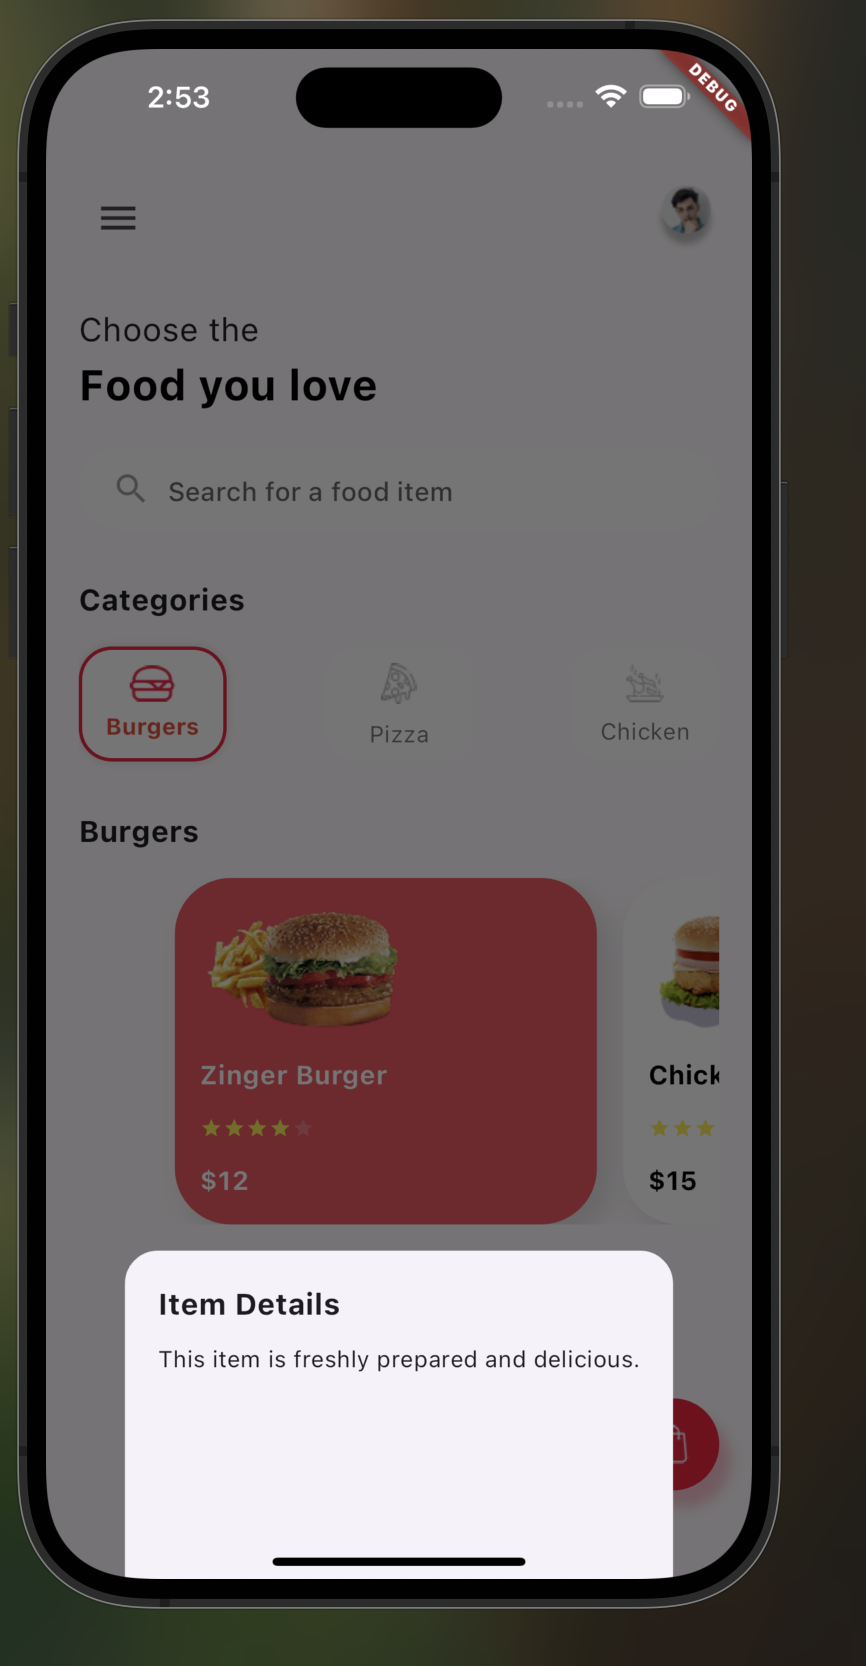 2:53
DEBUG
Choose the
Food you love
Search for a food item
Categories
Burgers
Pizza
Chicken
Burgers
Zinger Burger
$12
Chick
$15
Item Details
This item is freshly prepared and delicious.